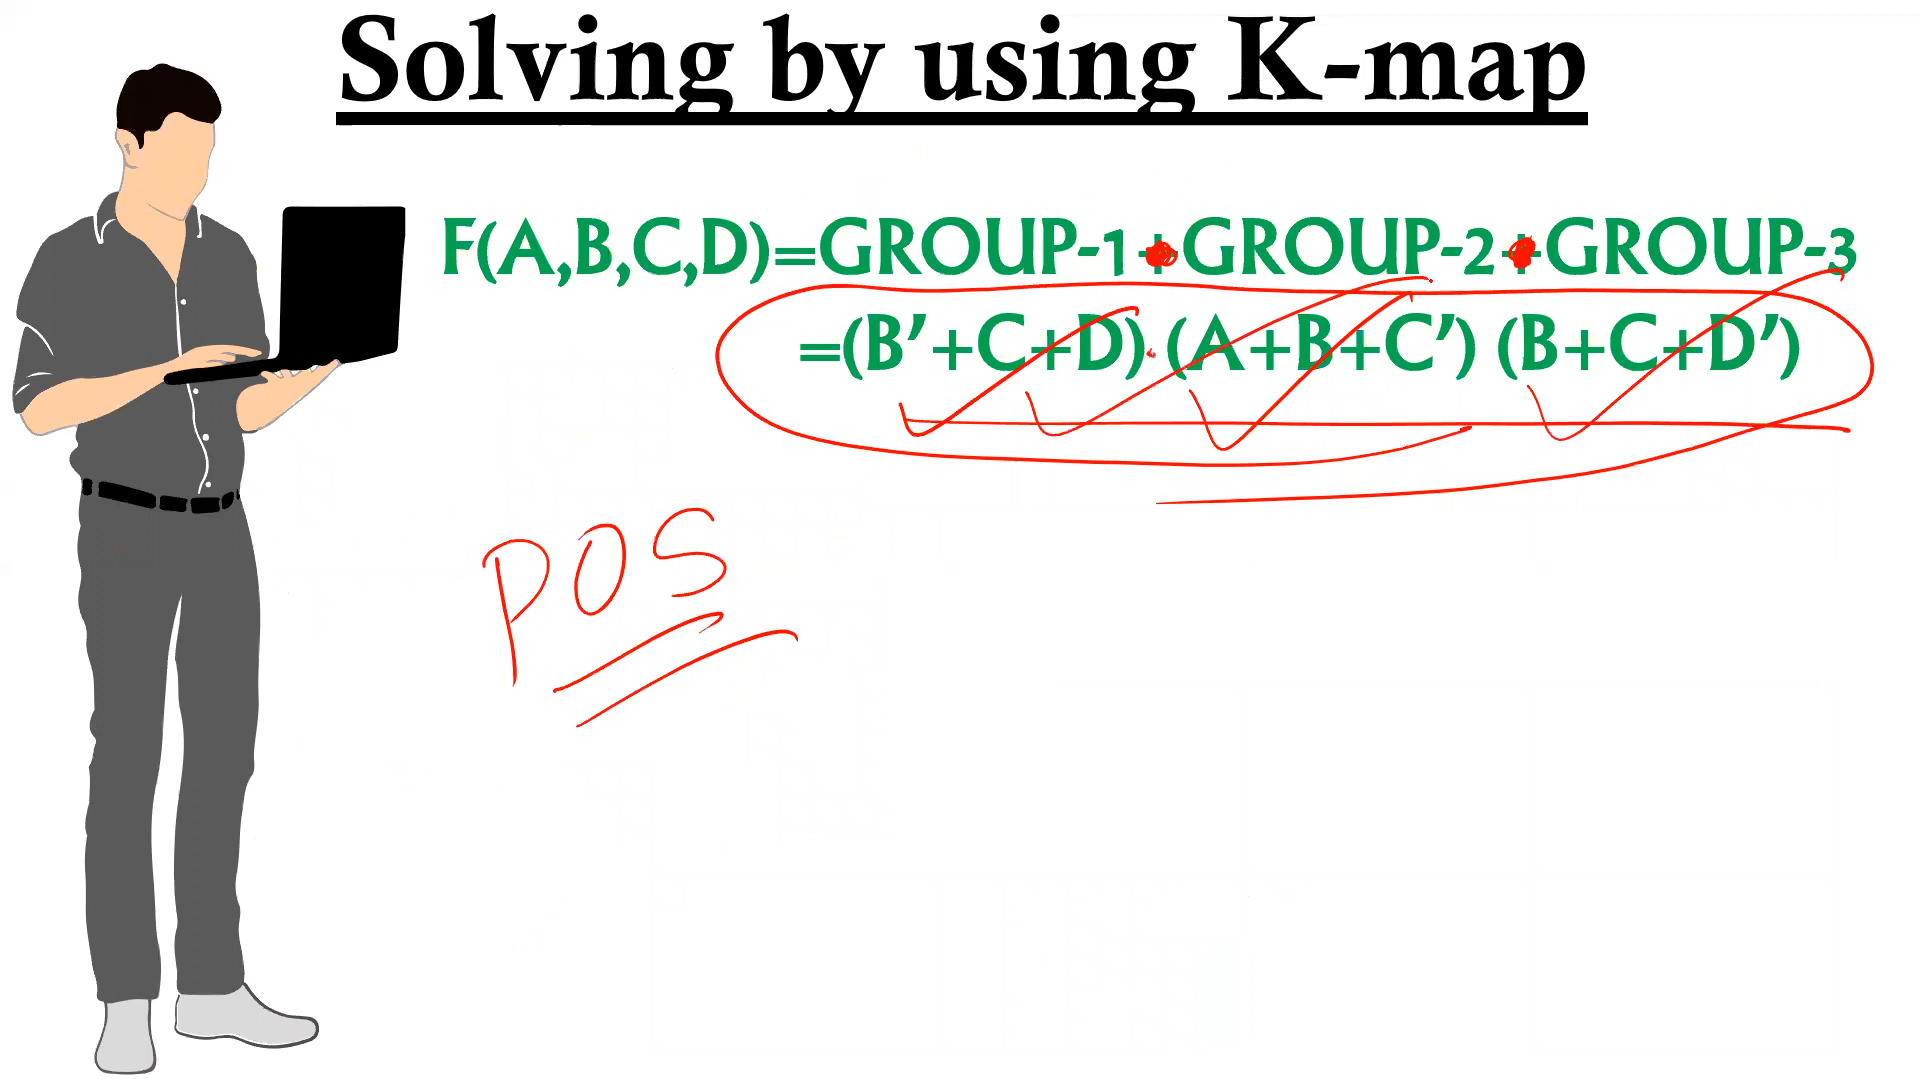 Solving by using K-map
F(A,B,C,D)=GROUP-1+GROUP-2+GROUP-3
=(B'+C+D).(A+B+C') (B+C+D')
POS